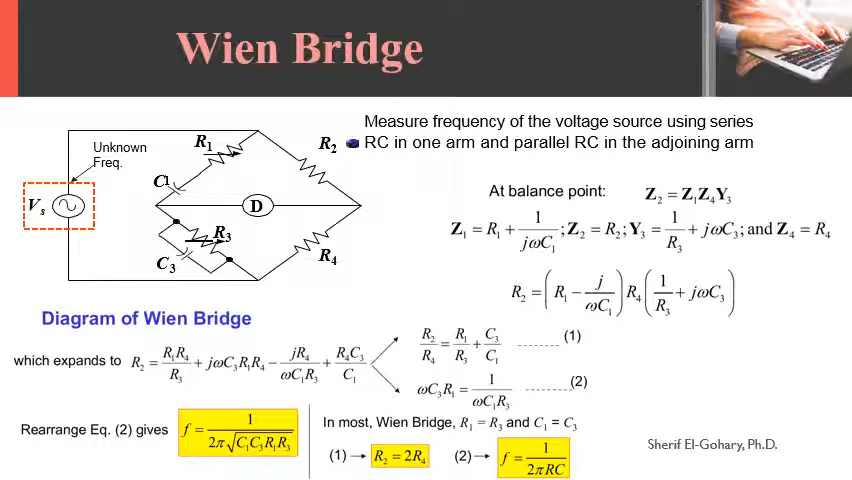 Wien Bridge
Measure frequency of the voltage source using series
RC in one arm and parallel RC in the adjoining arm
Unknown
Freq.
R₁
R₂
C1
V_s
D
R₃
C₃
R₄
At balance point: Z₂ = Z₁Z₄Y₃
Z₁ = R₁ + 1/(jωC₁); Z₂ = R₂; Y₃ = 1/R₃ + jωC₃; and Z₄ = R₄
R₂ = (R₁ − j/(ωC₁)) R₄ (1/R₃ + jωC₃)
Diagram of Wien Bridge
which expands to R₂ = R₁R₄/R₃ + jωC₃R₁R₄ − jR₄/(ωC₁R₃) + R₄C₃/C₁
R₂/R₄ = R₁/R₃ + C₃/C₁ -------- (1)
ωC₃R₁ = 1/(ωC₁R₃) --------- (2)
Rearrange Eq. (2) gives f = 1/(2π√(C₁C₃R₁R₃))
In most, Wien Bridge, R₁ = R₃ and C₁ = C₃
(1) → R₂ = 2R₄ (2) → f = 1/(2πRC)
Sherif El-Gohary, Ph.D.